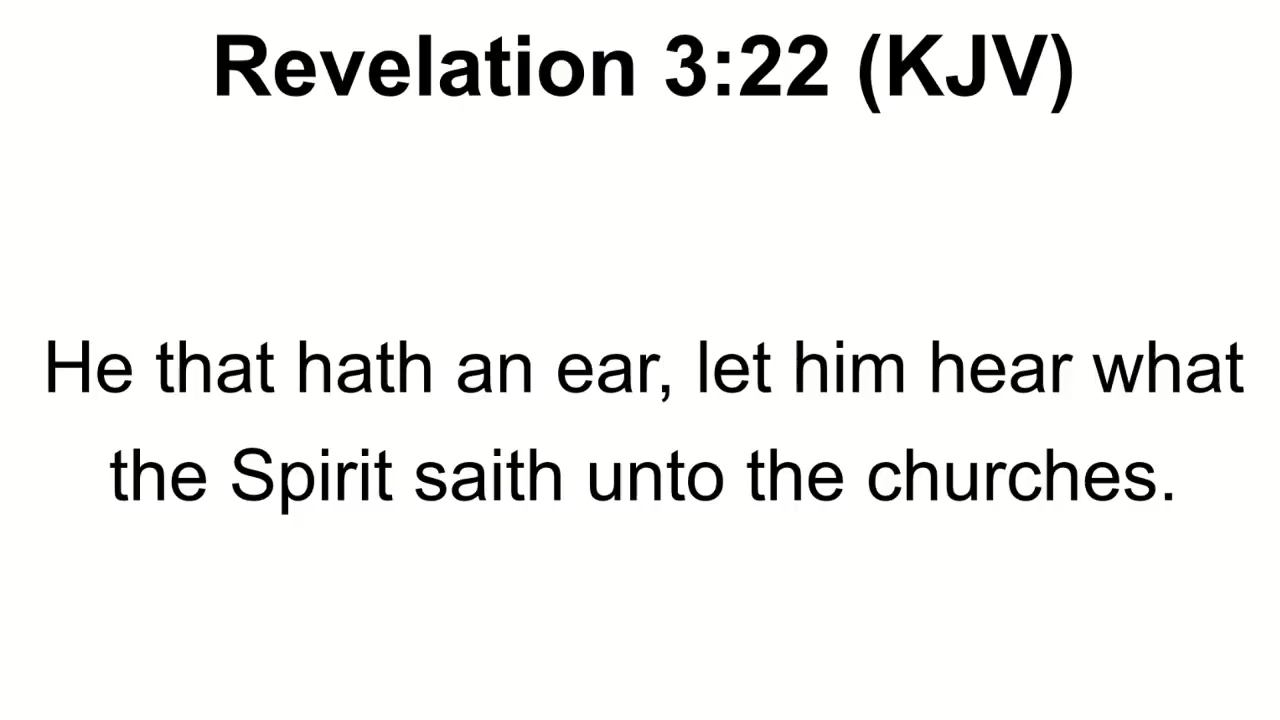 Revelation 3:22 (KJV)
He that hath an ear, let him hear what
the Spirit saith unto the churches.